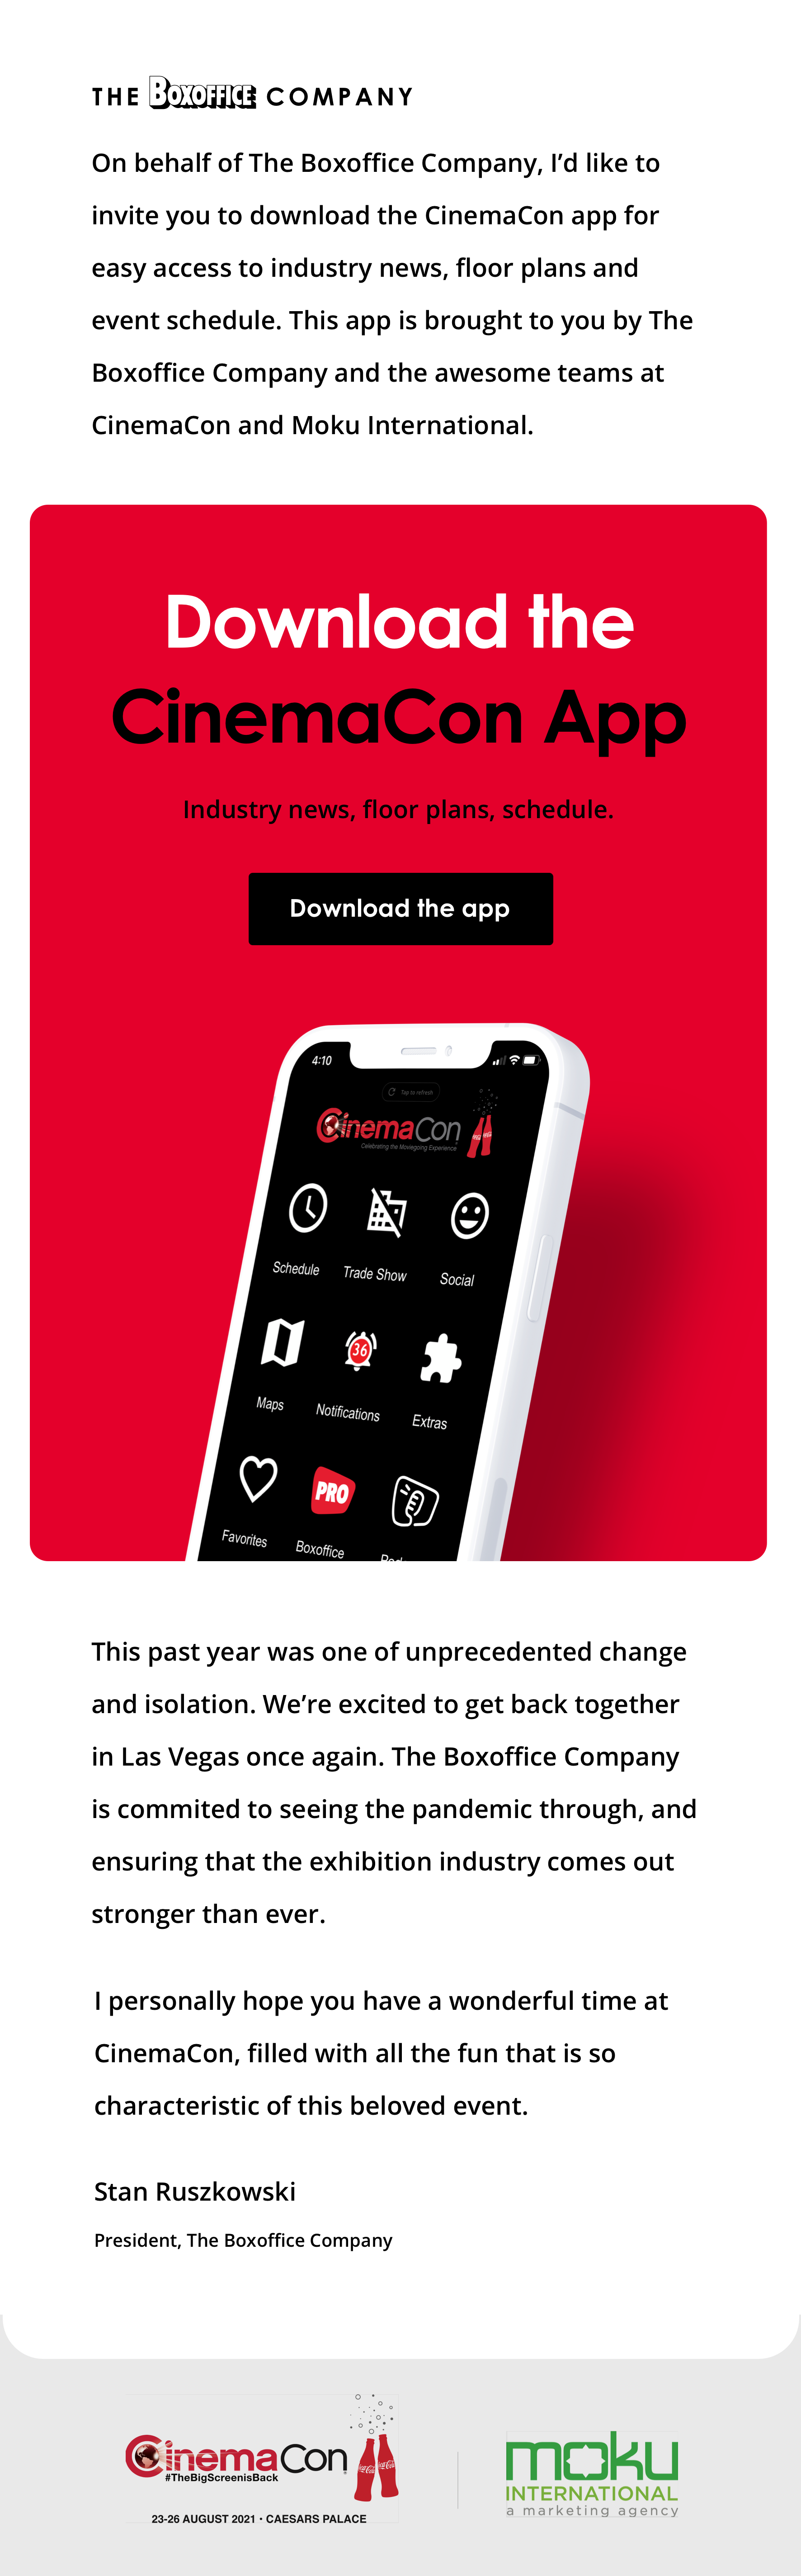 THE BOXOFFICE COMPANY
On behalf of The Boxoffice Company, I’d like to
invite you to download the CinemaCon app for
easy access to industry news, floor plans and
event schedule. This app is brought to you by The
Boxoffice Company and the awesome teams at
CinemaCon and Moku International.
Download the
CinemaCon App
Industry news, floor plans, schedule.
Download the app
4:10
Tap to refresh
CinemaCon
Celebrating the Moviegoing Experience
Schedule Trade Show Social
36
Maps Notifications Extras
PRO
Favorites Boxoffice
This past year was one of unprecedented change
and isolation. We’re excited to get back together
in Las Vegas once again. The Boxoffice Company
is commited to seeing the pandemic through, and
ensuring that the exhibition industry comes out
stronger than ever.
I personally hope you have a wonderful time at
CinemaCon, filled with all the fun that is so
characteristic of this beloved event.
Stan Ruszkowski
President, The Boxoffice Company
CinemaCon
#TheBigScreenisBack
Coca-Cola Coca-Cola
23-26 AUGUST 2021 · CAESARS PALACE
moku
INTERNATIONAL
a marketing agency